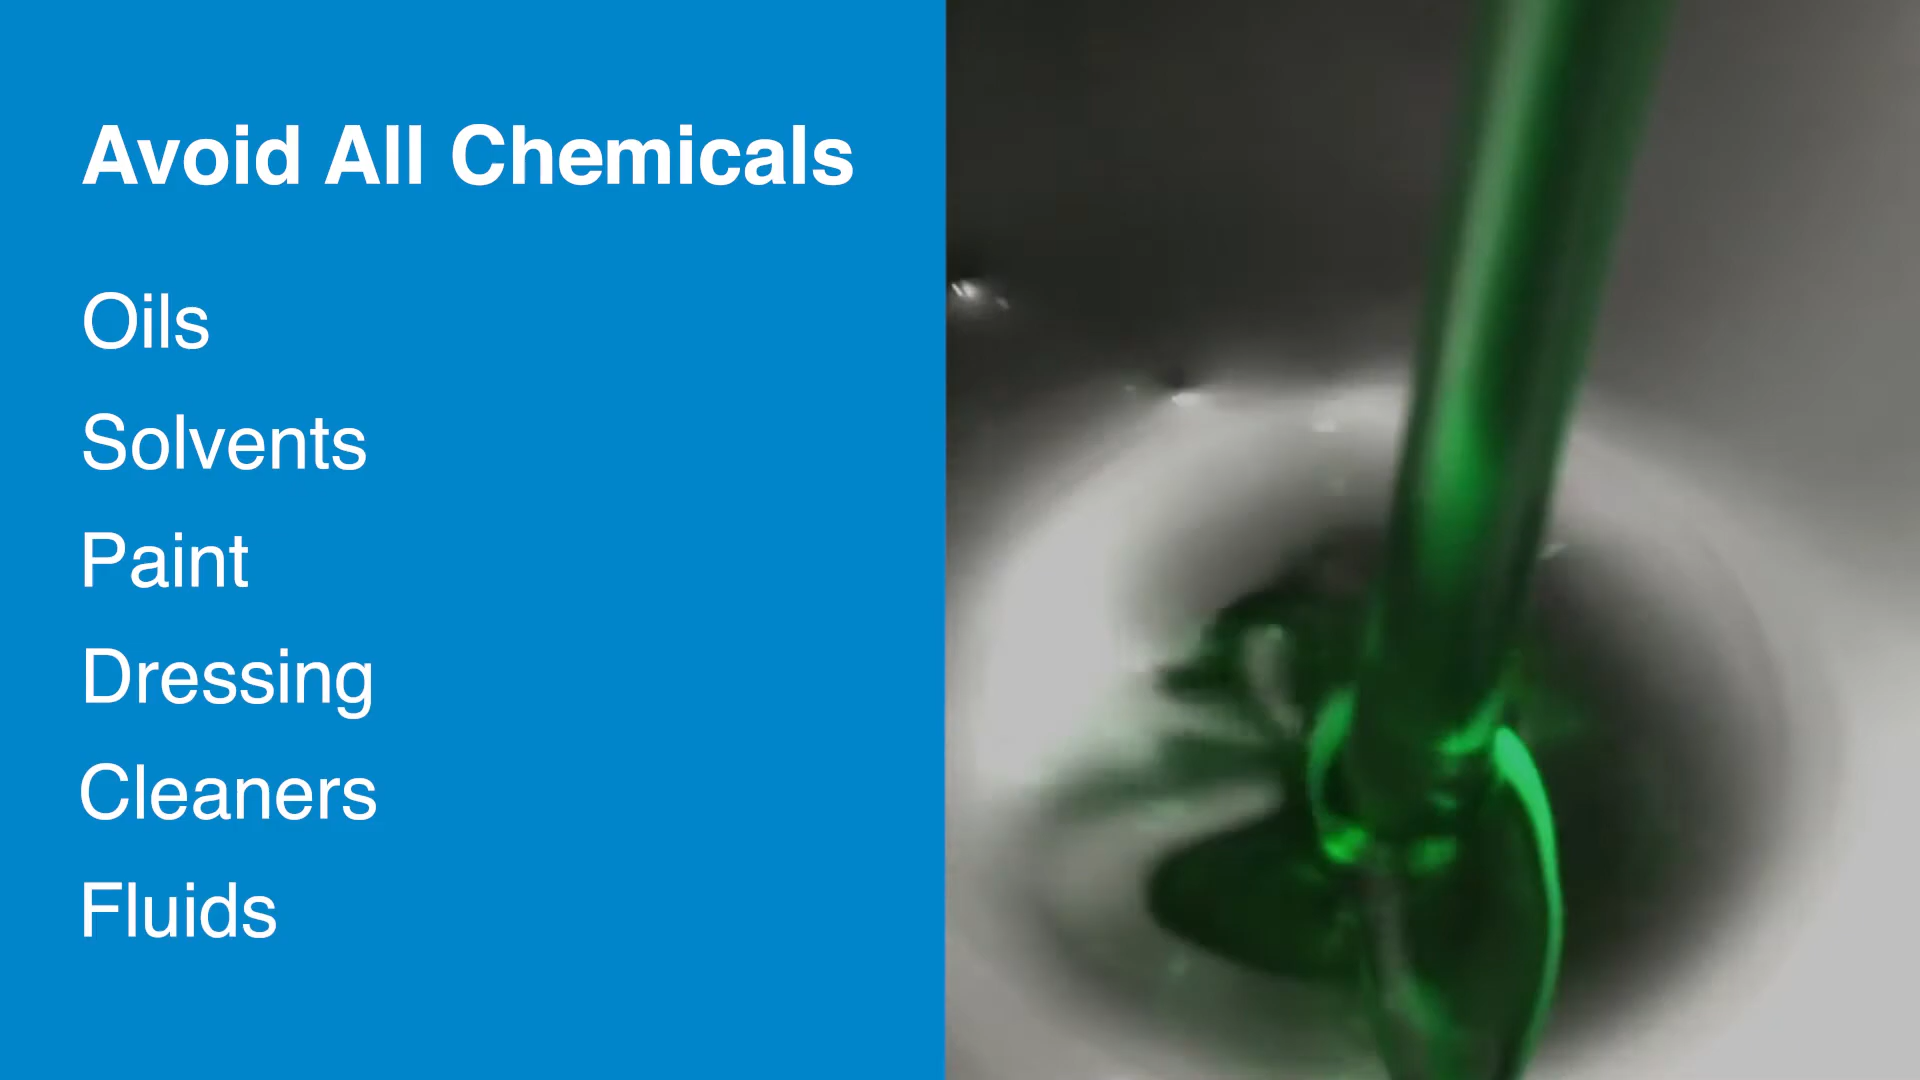 Avoid All Chemicals
Oils
Solvents
Paint
Dressing
Cleaners
Fluids